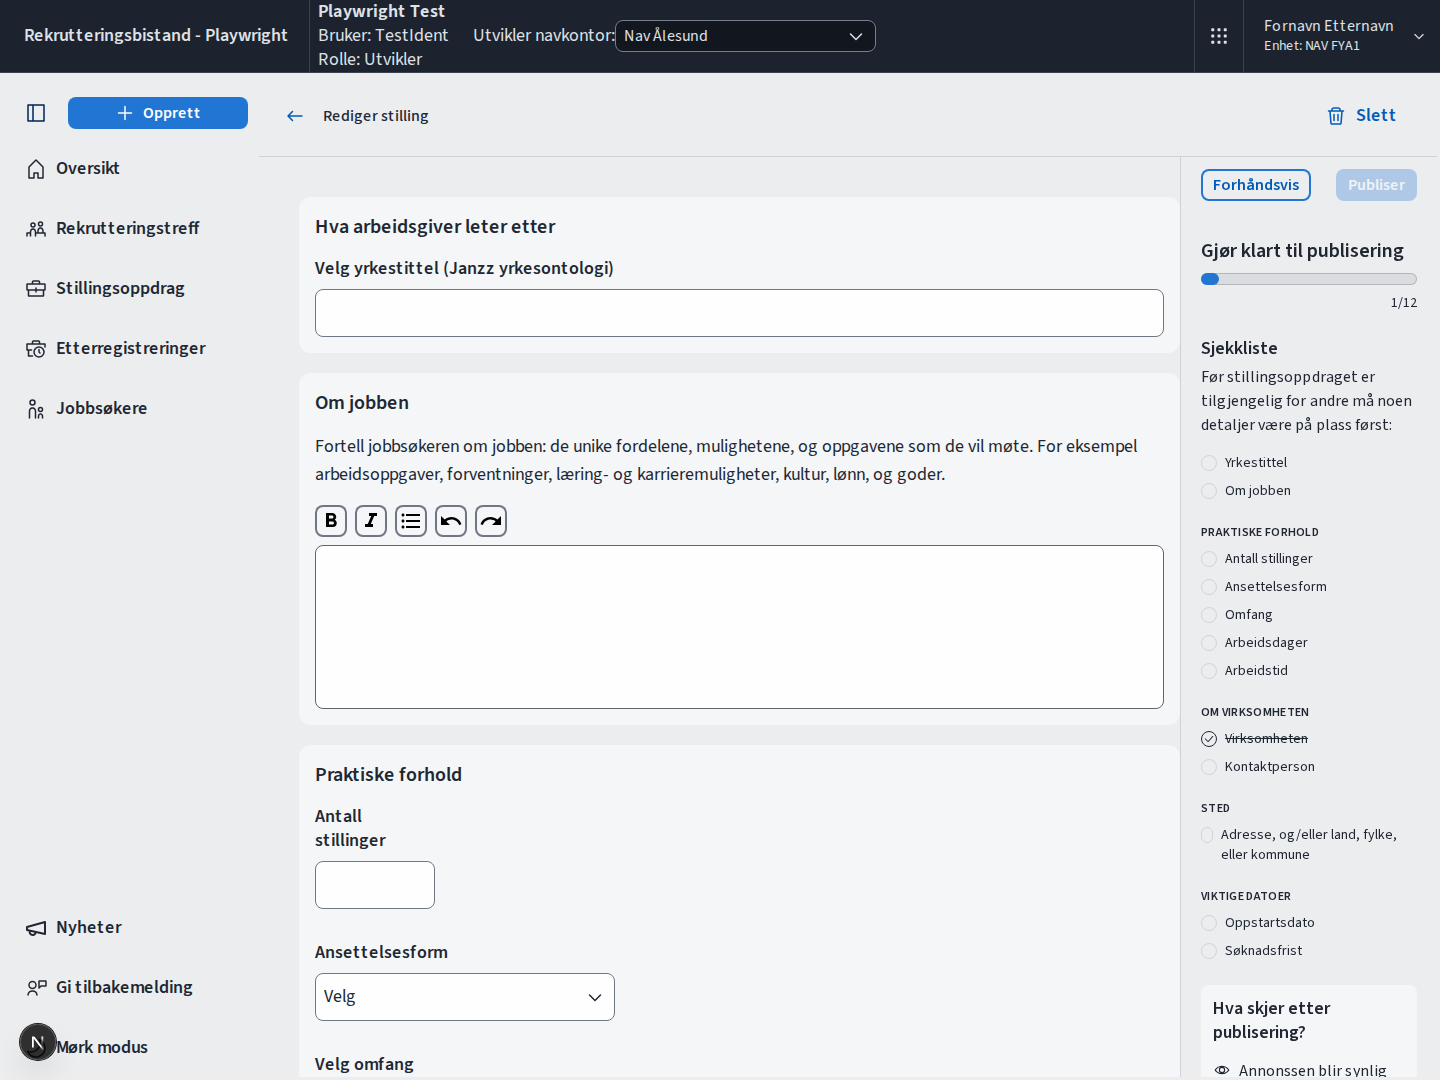 Rekrutteringsbistand - Playwright
Playwright Test
Bruker: TestIdent
Rolle: Utvikler
Utvikler navkontor:
Nav Ålesund
Fornavn Etternavn
Enhet: NAV FYA1
Opprett
Oversikt
Rekrutteringstreff
Stillingsoppdrag
Etterregistreringer
Jobbsøkere
Nyheter
Gi tilbakemelding
N
Mørk modus
Rediger stilling
Slett
Hva arbeidsgiver leter etter
Velg yrkestittel (Janzz yrkesontologi)
Om jobben
Fortell jobbsøkeren om jobben: de unike fordelene, mulighetene, og oppgavene som de vil møte. For eksempel
arbeidsoppgaver, forventninger, læring- og karrieremuligheter, kultur, lønn, og goder.
B I
Praktiske forhold
Antall
stillinger
Ansettelsesform
Velg
Velg omfang
Forhåndsvis
Publiser
Gjør klart til publisering
1/12
Sjekkliste
Før stillingsoppdraget er
tilgjengelig for andre må noen
detaljer være på plass først:
Yrkestittel
Om jobben
PRAKTISKE FORHOLD
Antall stillinger
Ansettelsesform
Omfang
Arbeidsdager
Arbeidstid
OM VIRKSOMHETEN
Virksomheten
Kontaktperson
STED
Adresse, og/eller land, fylke,
eller kommune
VIKTIGE DATOER
Oppstartsdato
Søknadsfrist
Hva skjer etter
publisering?
Annonssen blir synlig